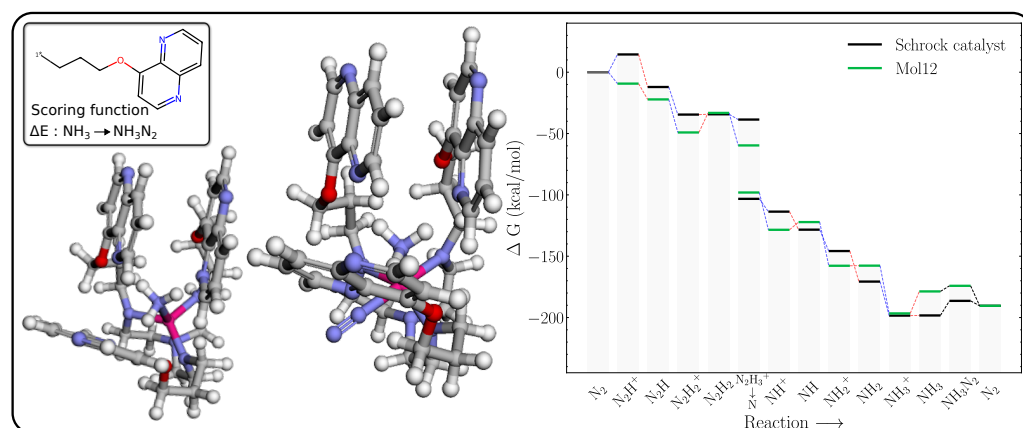 N
1*
O
N
Scoring function
ΔE : NH₃ →NH₃N₂
Schrock catalyst
Mol12
0
−50
−100
−150
−200
Δ G (kcal/mol)
N₂
N₂H⁺
N₂H
N₂H₂⁺
N₂H₂
N₂H₃⁺
↓
N
NH⁺
NH
NH₂⁺
NH₂
NH₃⁺
NH₃
NH₃N₂
N₂
Reaction ⟶